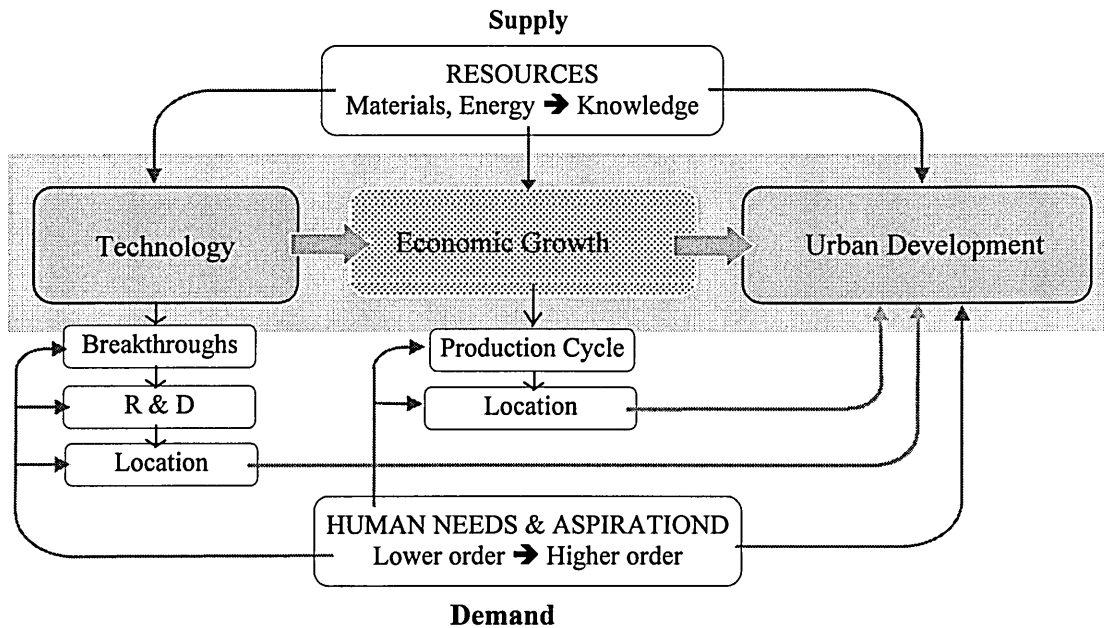 Supply
RESOURCES
Materials, Energy ➔ Knowledge
Technology
Economic Growth
Urban Development
Breakthroughs
R & D
Location
Production Cycle
Location
HUMAN NEEDS & ASPIRATIOND
Lower order ➔ Higher order
Demand